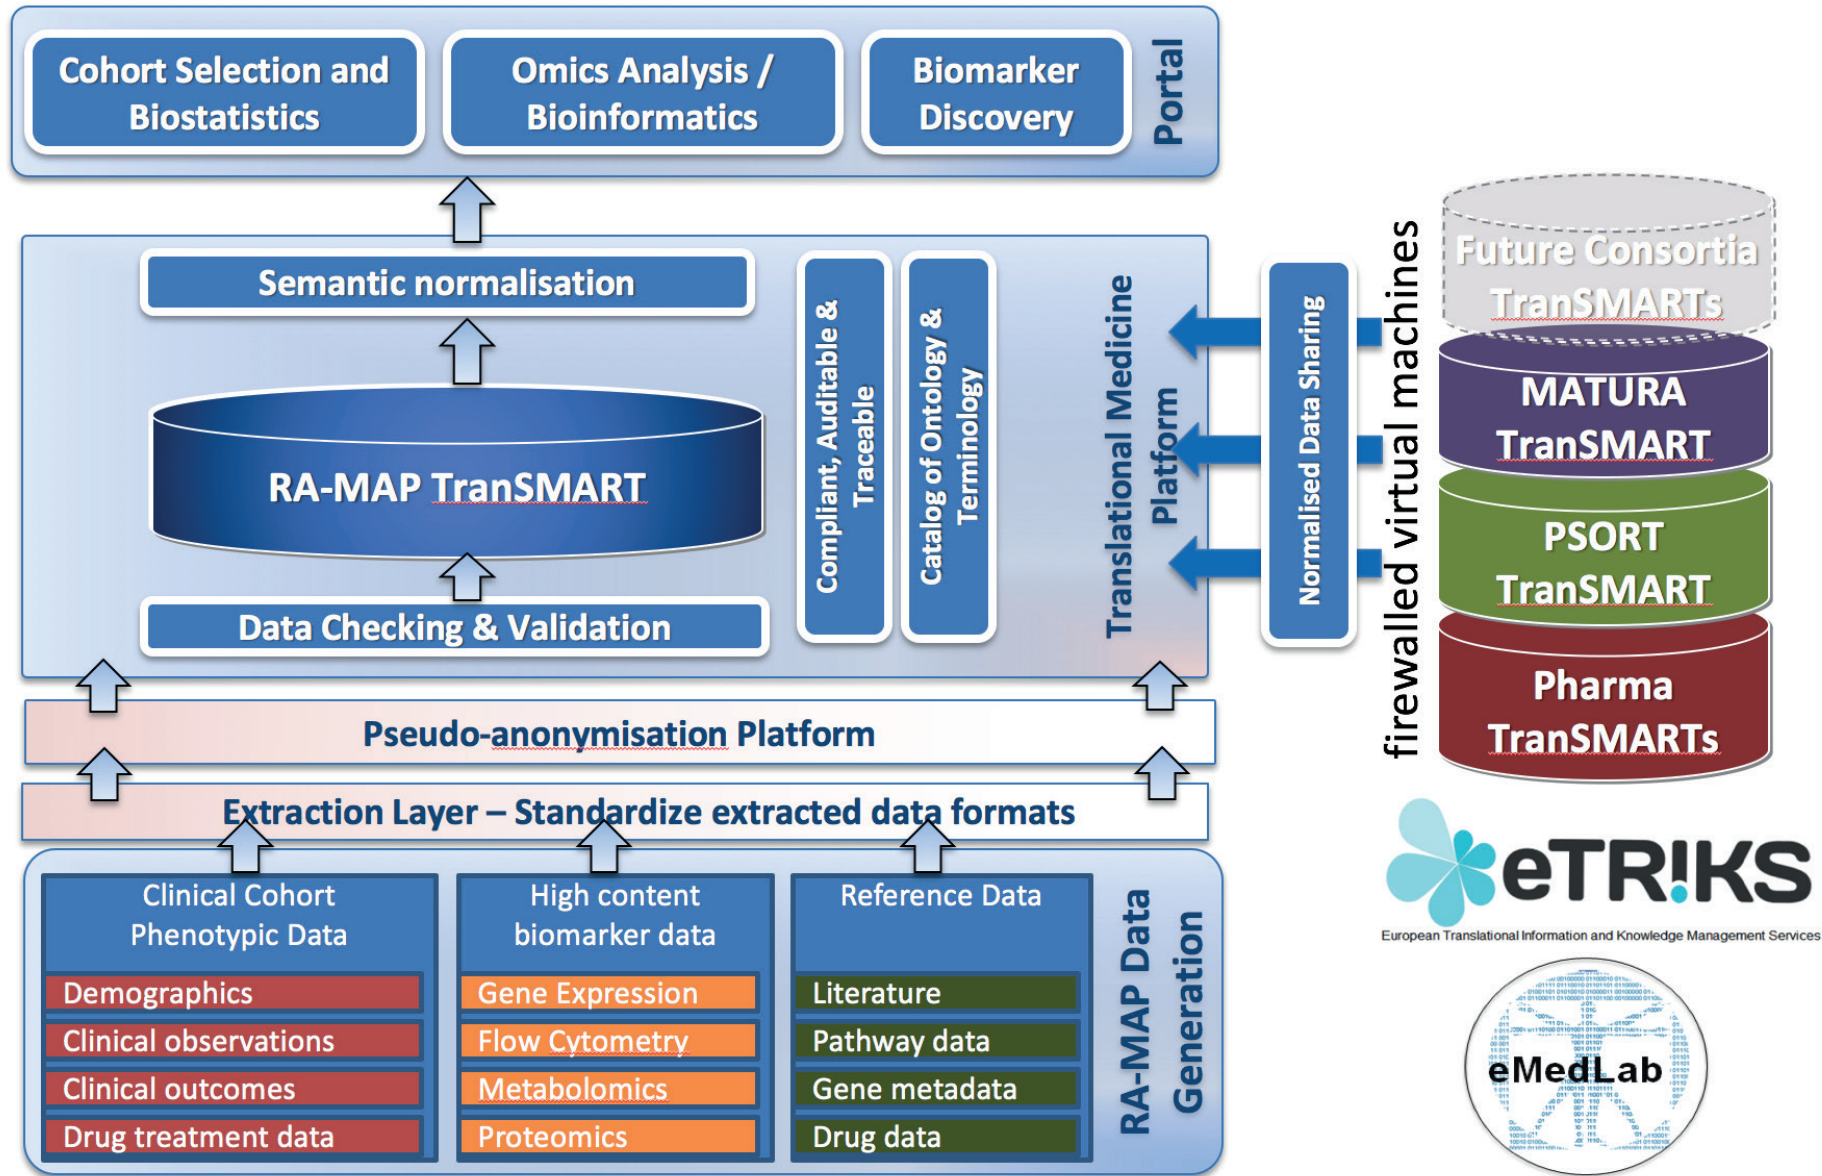 Cohort Selection and
Biostatistics
Omics Analysis /
Bioinformatics
Biomarker
Discovery
Portal
Semantic normalisation
RA-MAP TranSMART
Data Checking & Validation
Compliant, Auditable &
Traceable
Catalog of Ontology &
Terminology
Translational Medicine
Platform
Normalised Data Sharing
firewalled virtual machines
Future Consortia
TranSMARTs
MATURA
TranSMART
PSORT
TranSMART
Pharma
TranSMARTs
Pseudo-anonymisation Platform
Extraction Layer – Standardize extracted data formats
Clinical Cohort
Phenotypic Data
Demographics
Clinical observations
Clinical outcomes
Drug treatment data
High content
biomarker data
Gene Expression
Flow Cytometry
Metabolomics
Proteomics
Reference Data
Literature
Pathway data
Gene metadata
Drug data
RA-MAP Data
Generation
eTR!KS
European Translational Information and Knowledge Management Services
eMedLab